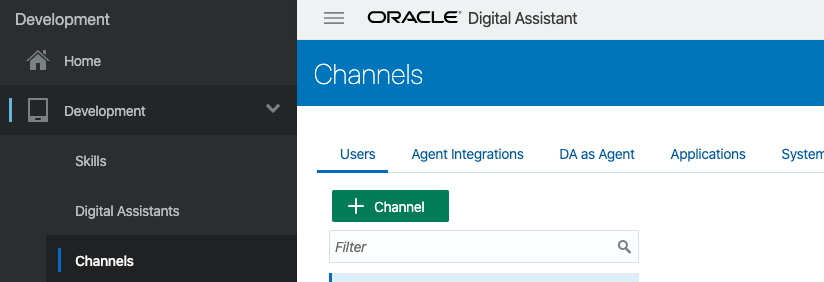 Development
Home
Development
Skills
Digital Assistants
Channels
ORACLE® Digital Assistant
Channels
Users Agent Integrations DA as Agent Applications System
+ Channel
Filter